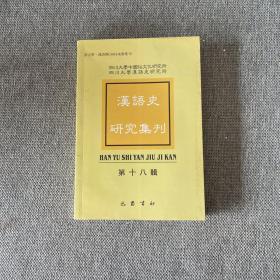 四川大學中國俗文化研究所
四川大學漢語史研究所
漢語史
研究集刊
HAN YU SHI YAN JIU JI KAN
第十八輯
巴蜀書社